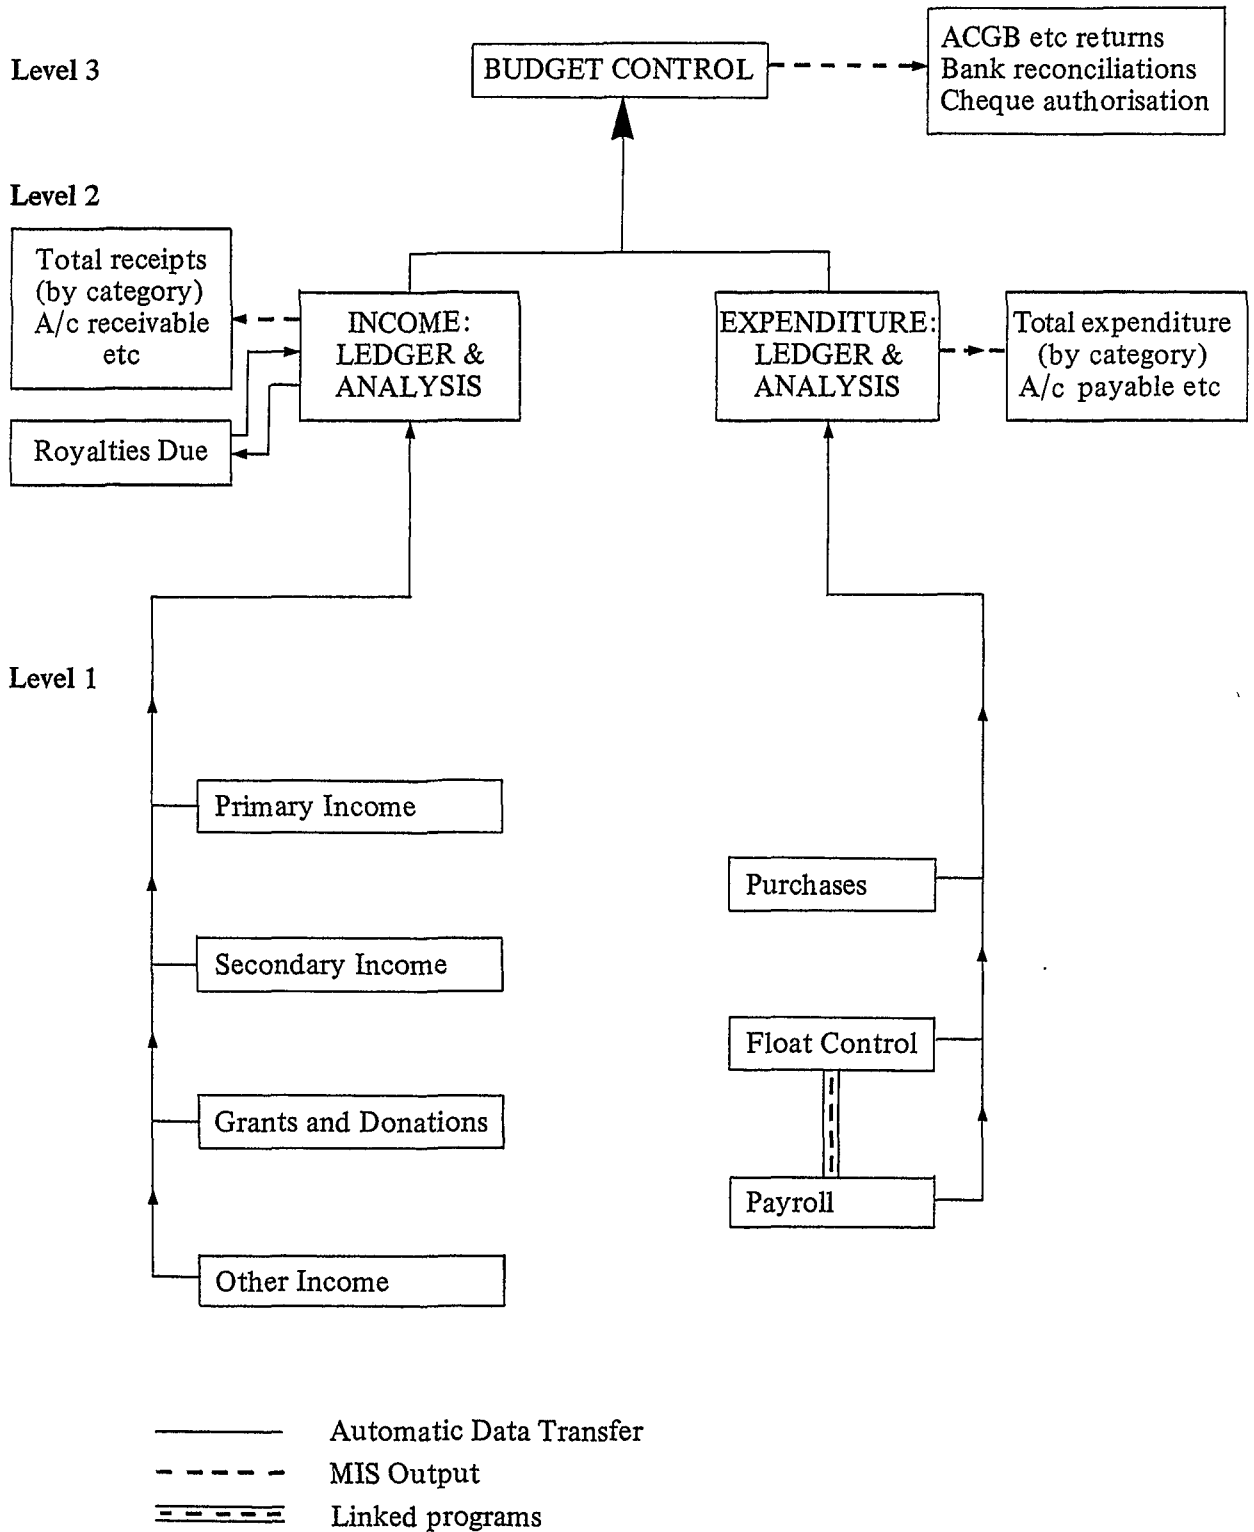 Level 3
BUDGET CONTROL
ACGB etc returns
Bank reconciliations
Cheque authorisation
Level 2
Total receipts
(by category)
A/c receivable
etc
Royalties Due
INCOME:
LEDGER &
ANALYSIS
EXPENDITURE:
LEDGER &
ANALYSIS
Total expenditure
(by category)
A/c payable etc
Level 1
Primary Income
Secondary Income
Grants and Donations
Other Income
Purchases
Float Control
Payroll
Automatic Data Transfer
MIS Output
Linked programs